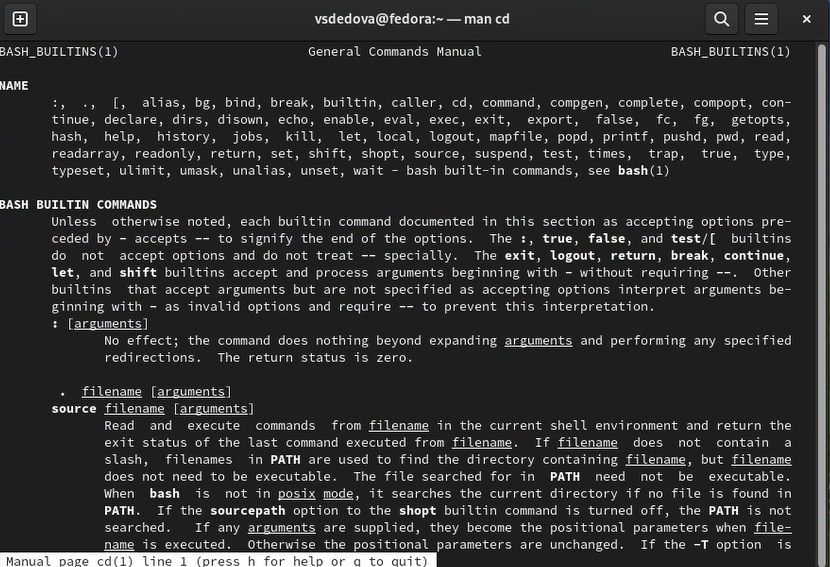 vsdedova@fedora:~ — man cd
BASH_BUILTINS(1) General Commands Manual BASH_BUILTINS(1)
NAME
:, ., [, alias, bg, bind, break, builtin, caller, cd, command, compgen, complete, compopt, con-
tinue, declare, dirs, disown, echo, enable, eval, exec, exit, export, false, fc, fg, getopts,
hash, help, history, jobs, kill, let, local, logout, mapfile, popd, printf, pushd, pwd, read,
readarray, readonly, return, set, shift, shopt, source, suspend, test, times, trap, true, type,
typeset, ulimit, umask, unalias, unset, wait - bash built-in commands, see bash(1)
BASH BUILTIN COMMANDS
Unless otherwise noted, each builtin command documented in this section as accepting options pre-
ceded by - accepts -- to signify the end of the options. The :, true, false, and test/[ builtins
do not accept options and do not treat -- specially. The exit, logout, return, break, continue,
let, and shift builtins accept and process arguments beginning with - without requiring --. Other
builtins that accept arguments but are not specified as accepting options interpret arguments be-
ginning with - as invalid options and require -- to prevent this interpretation.
: [arguments]
No effect; the command does nothing beyond expanding arguments and performing any specified
redirections. The return status is zero.
. filename [arguments]
source filename [arguments]
Read and execute commands from filename in the current shell environment and return the
exit status of the last command executed from filename. If filename does not contain a
slash, filenames in PATH are used to find the directory containing filename, but filename
does not need to be executable. The file searched for in PATH need not be executable.
When bash is not in posix mode, it searches the current directory if no file is found in
PATH. If the sourcepath option to the shopt builtin command is turned off, the PATH is not
searched. If any arguments are supplied, they become the positional parameters when file-
name is executed. Otherwise the positional parameters are unchanged. If the -T option is
Manual page cd(1) line 1 (press h for help or q to quit)